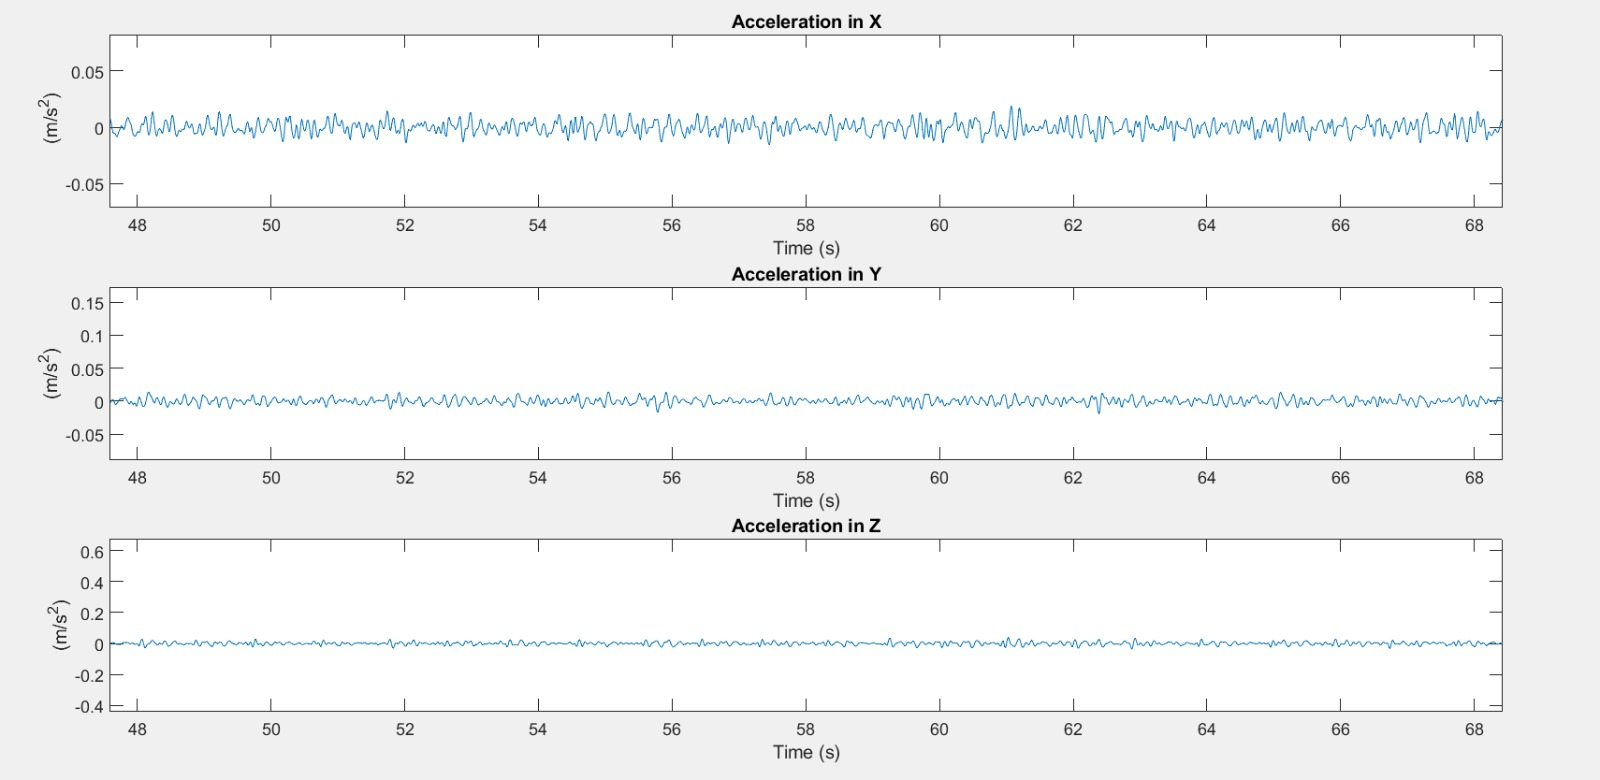 Acceleration in X
0.05
0
-0.05
(m/s²)
48 50 52 54 56 58 60 62 64 66 68
Time (s)
Acceleration in Y
0.15
0.1
0.05
0
-0.05
(m/s²)
48 50 52 54 56 58 60 62 64 66 68
Time (s)
Acceleration in Z
0.6
0.4
0.2
0
-0.2
-0.4
(m/s²)
48 50 52 54 56 58 60 62 64 66 68
Time (s)